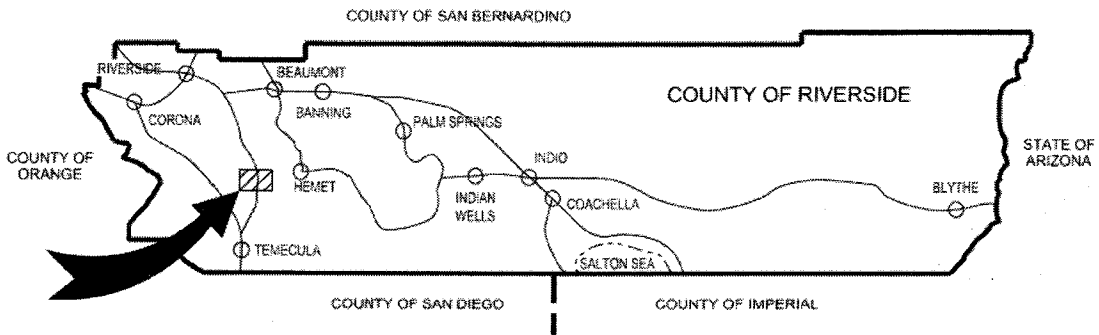 COUNTY OF SAN BERNARDINO
RIVERSIDE
BEAUMONT
COUNTY OF RIVERSIDE
BANNING
CORONA
PALM SPRINGS
COUNTY OF
ORANGE
STATE OF
ARIZONA
INDIO
HEMET
BLYTHE
INDIAN
WELLS
COACHELLA
TEMECULA
SALTON SEA
COUNTY OF SAN DIEGO
COUNTY OF IMPERIAL